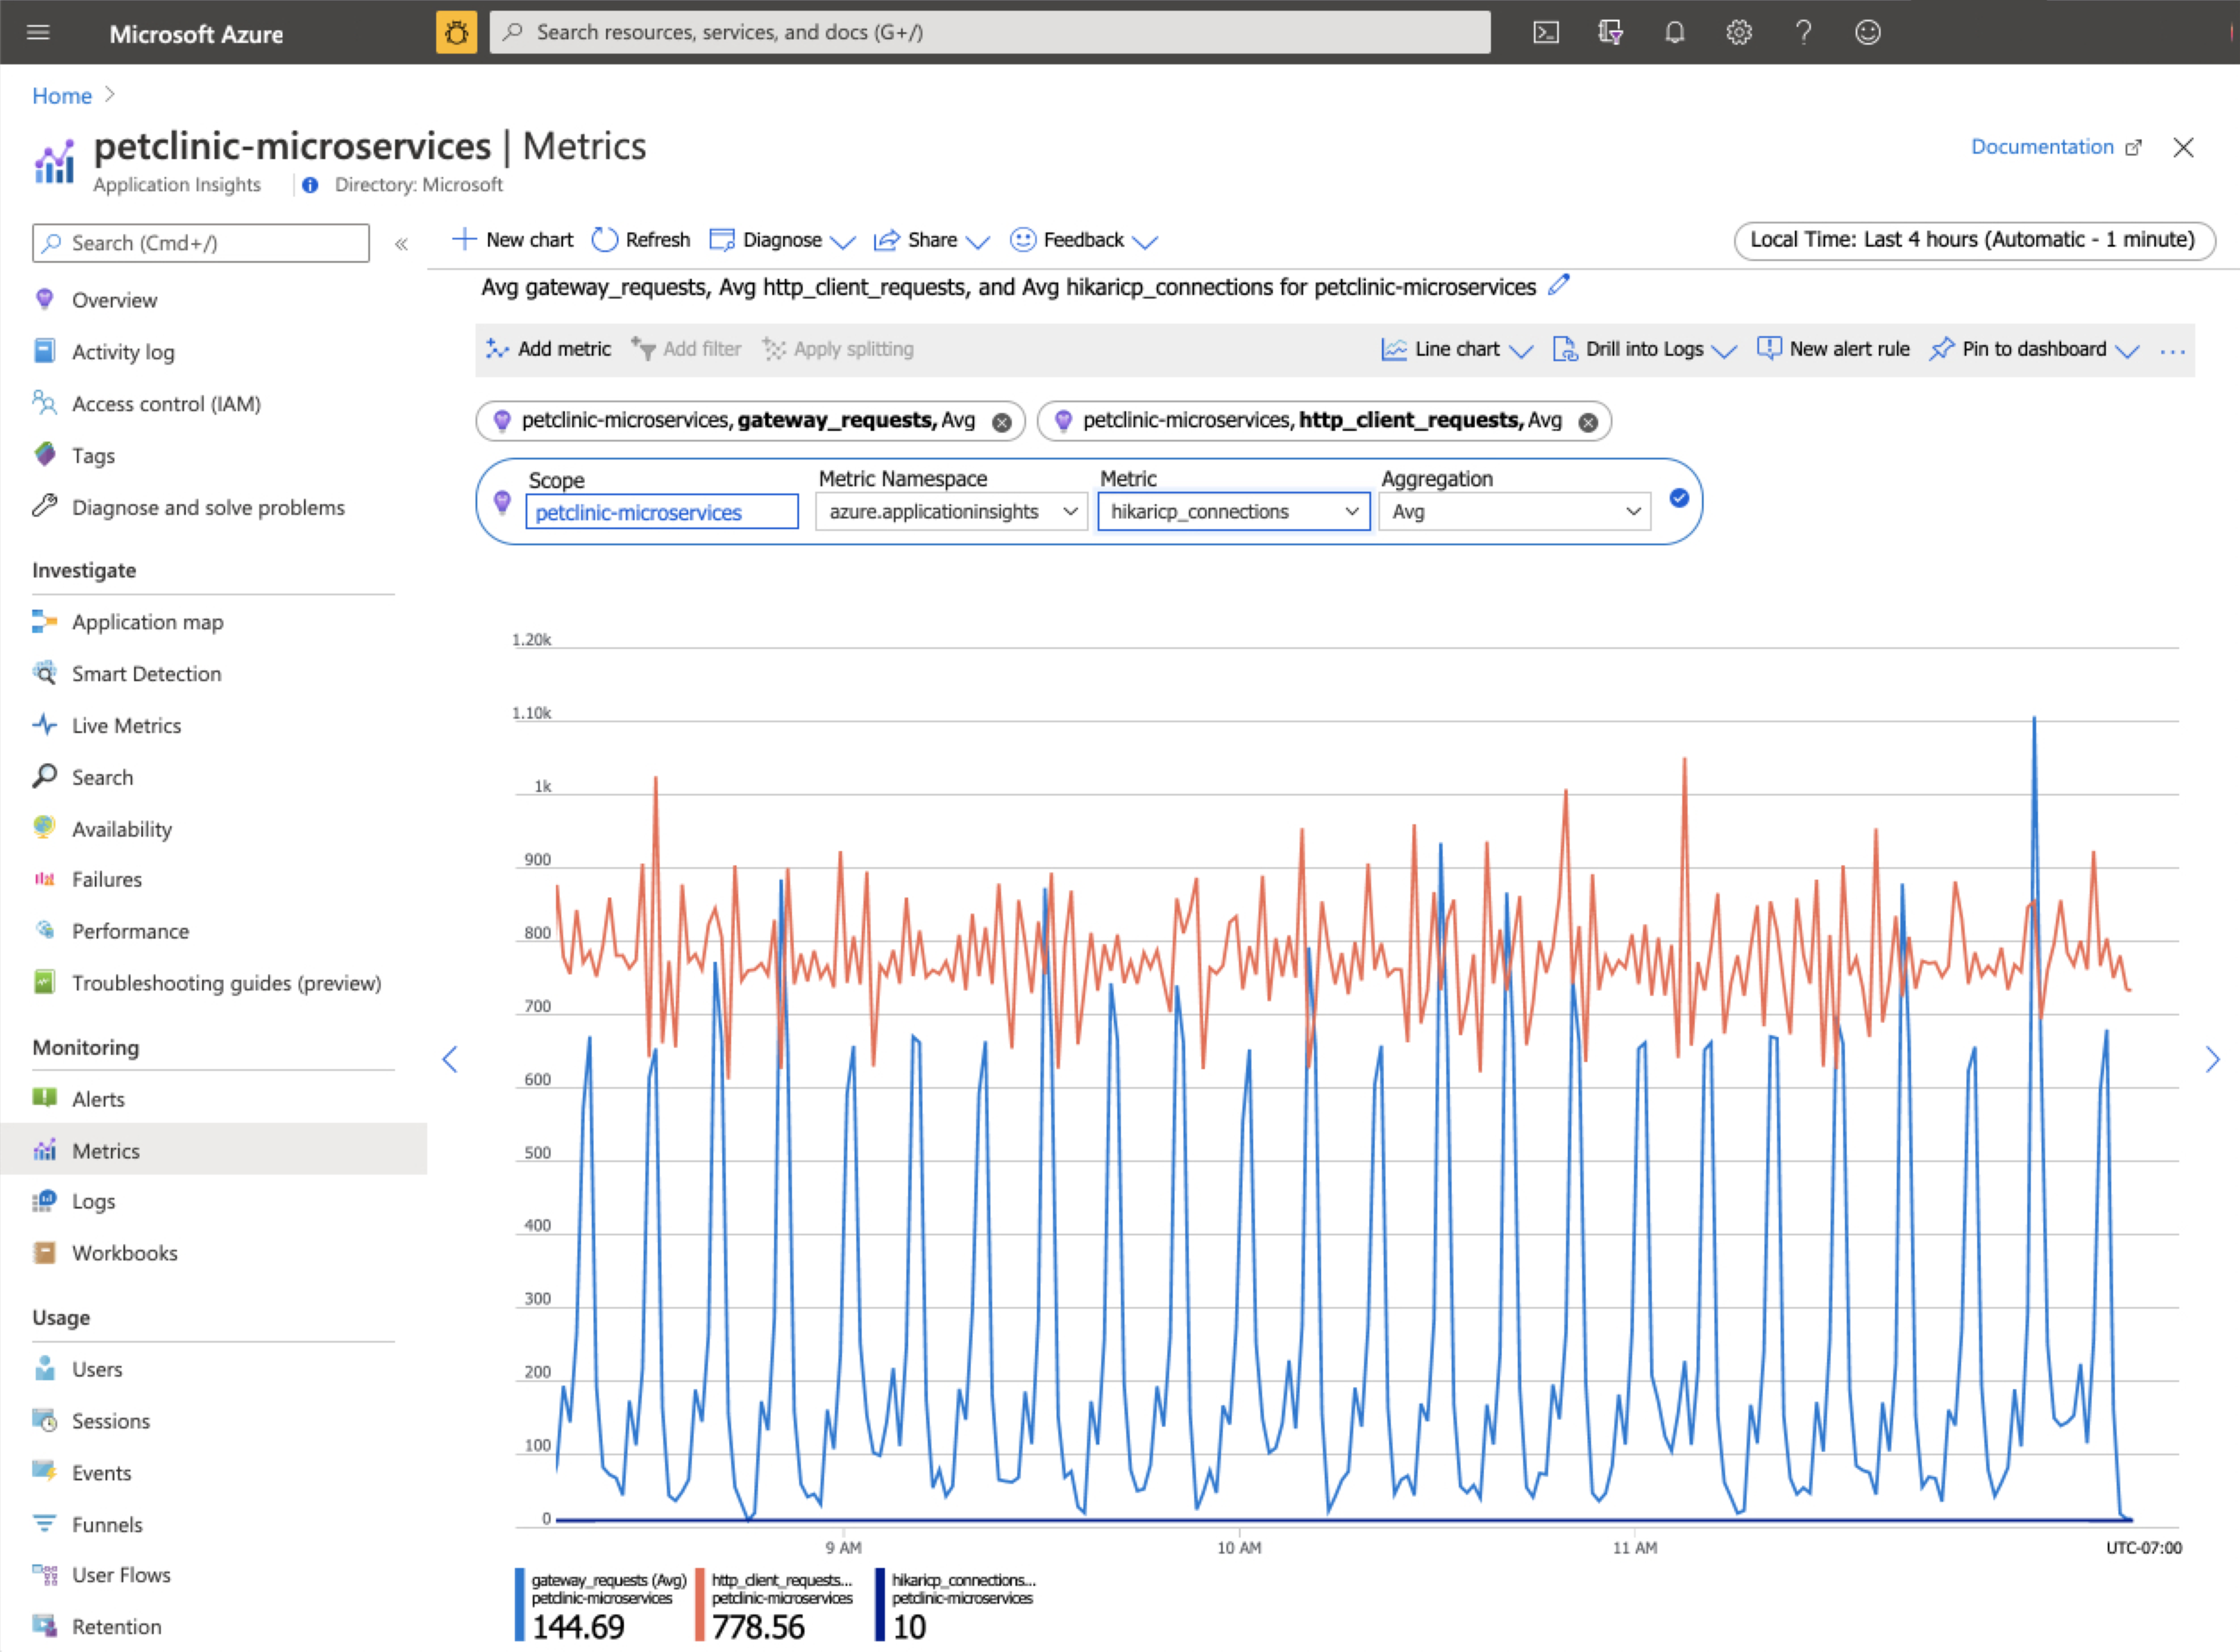 Microsoft Azure
Search resources, services, and docs (G+/)
Home
petclinic-microservices | Metrics
Documentation
Application Insights
Directory: Microsoft
Search (Cmd+/)
New chart
Refresh
Diagnose
Share
Feedback
Local Time: Last 4 hours (Automatic - 1 minute)
Avg gateway_requests, Avg http_client_requests, and Avg hikaricp_connections for petclinic-microservices
Overview
Activity log
Access control (IAM)
Tags
Diagnose and solve problems
Investigate
Application map
Smart Detection
Live Metrics
Search
Availability
Failures
Performance
Troubleshooting guides (preview)
Monitoring
Alerts
Metrics
Logs
Workbooks
Usage
Users
Sessions
Events
Funnels
User Flows
Retention
Add metric
Add filter
Apply splitting
Line chart
Drill into Logs
New alert rule
Pin to dashboard
petclinic-microservices, gateway_requests, Avg
petclinic-microservices, http_client_requests, Avg
Scope
Metric Namespace
Metric
Aggregation
petclinic-microservices
azure.applicationinsights
hikaricp_connections
Avg
1.20k
1.10k
1k
900
800
700
600
500
400
300
200
100
0
9 AM
10 AM
11 AM
UTC-07:00
gateway_requests (Avg)
petclinic-microservices
144.69
http_client_requests...
petclinic-microservices
778.56
hikaricp_connections...
petclinic-microservices
10